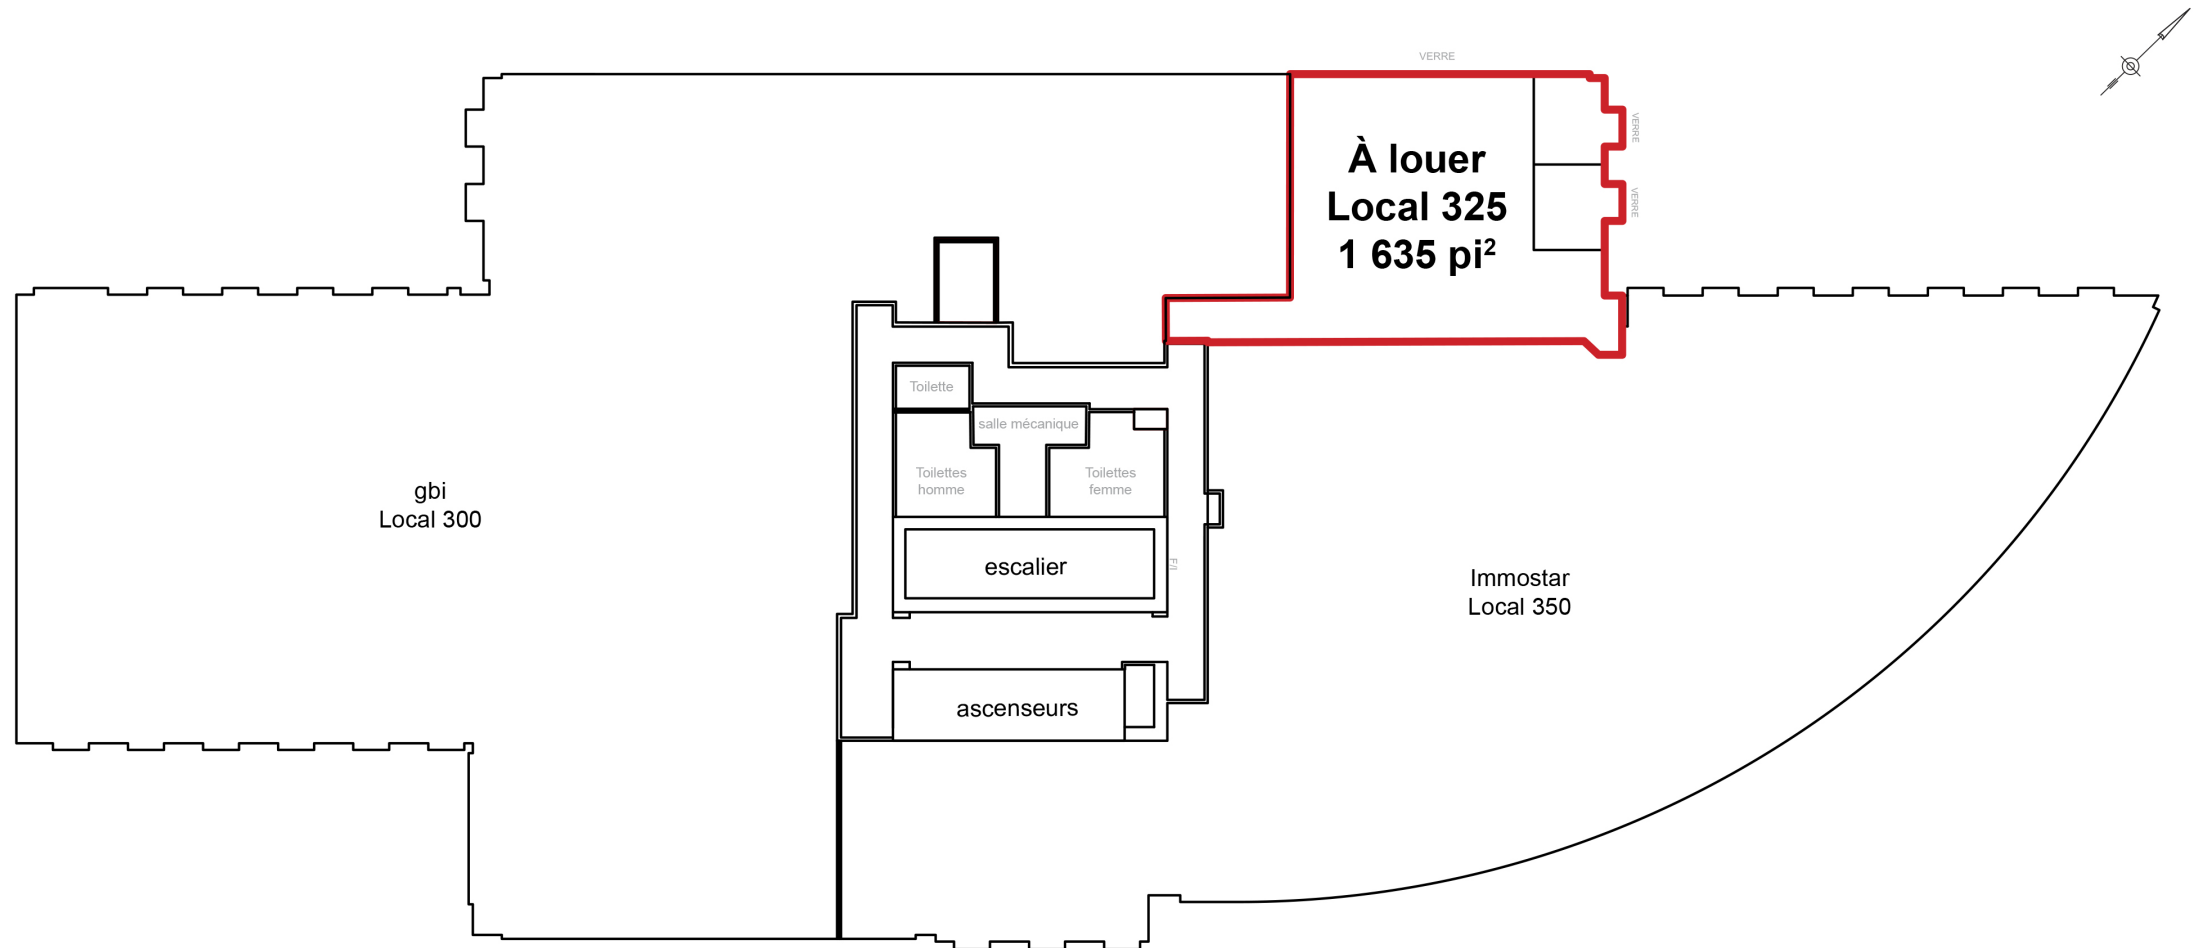 VERRE
À louer
Local 325
1 635 pi²
VERRE
VERRE
Toilette
salle mécanique
Toilettes
homme
Toilettes
femme
gbi
Local 300
escalier
F/I
Immostar
Local 350
ascenseurs